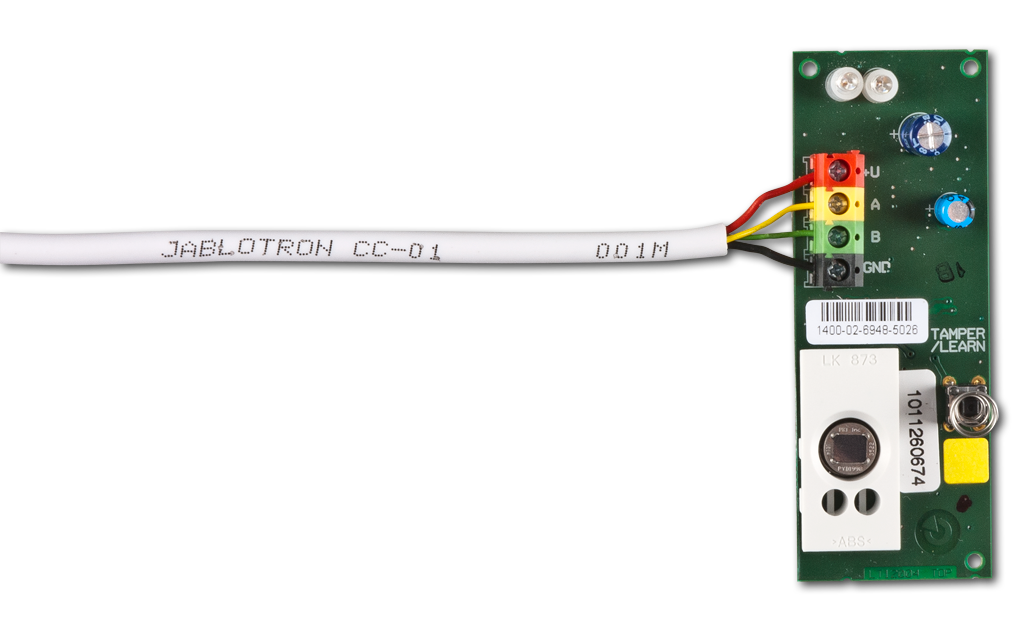 JABLOTRON CC-01 001M
+U
A
B
GND
1400-02-6948-5026
TAMPER
/LEARN
LK 873
1011260674
>ABS<